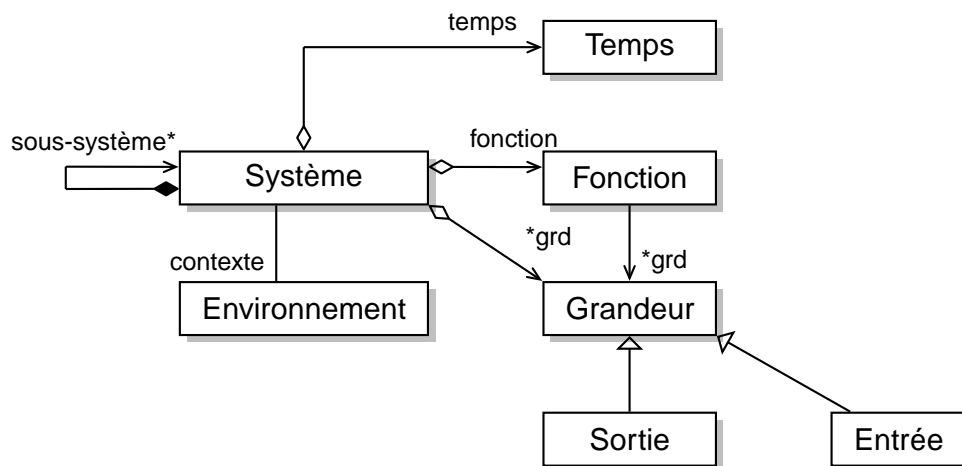 temps
Temps
sous-système*
fonction
Système
Fonction
*grd
*grd
contexte
Environnement
Grandeur
Sortie
Entrée